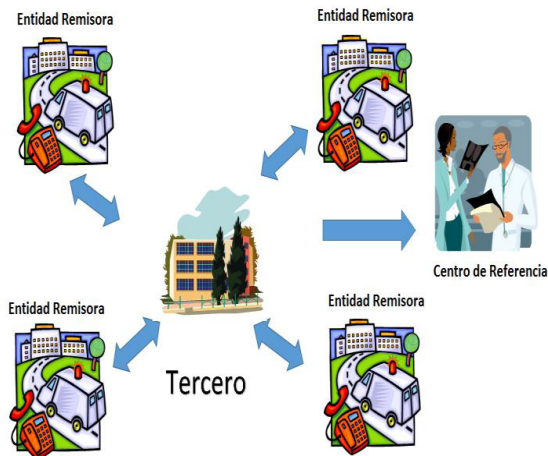 Entidad Remisora
Entidad Remisora
Centro de Referencia
Entidad Remisora
Entidad Remisora
Tercero